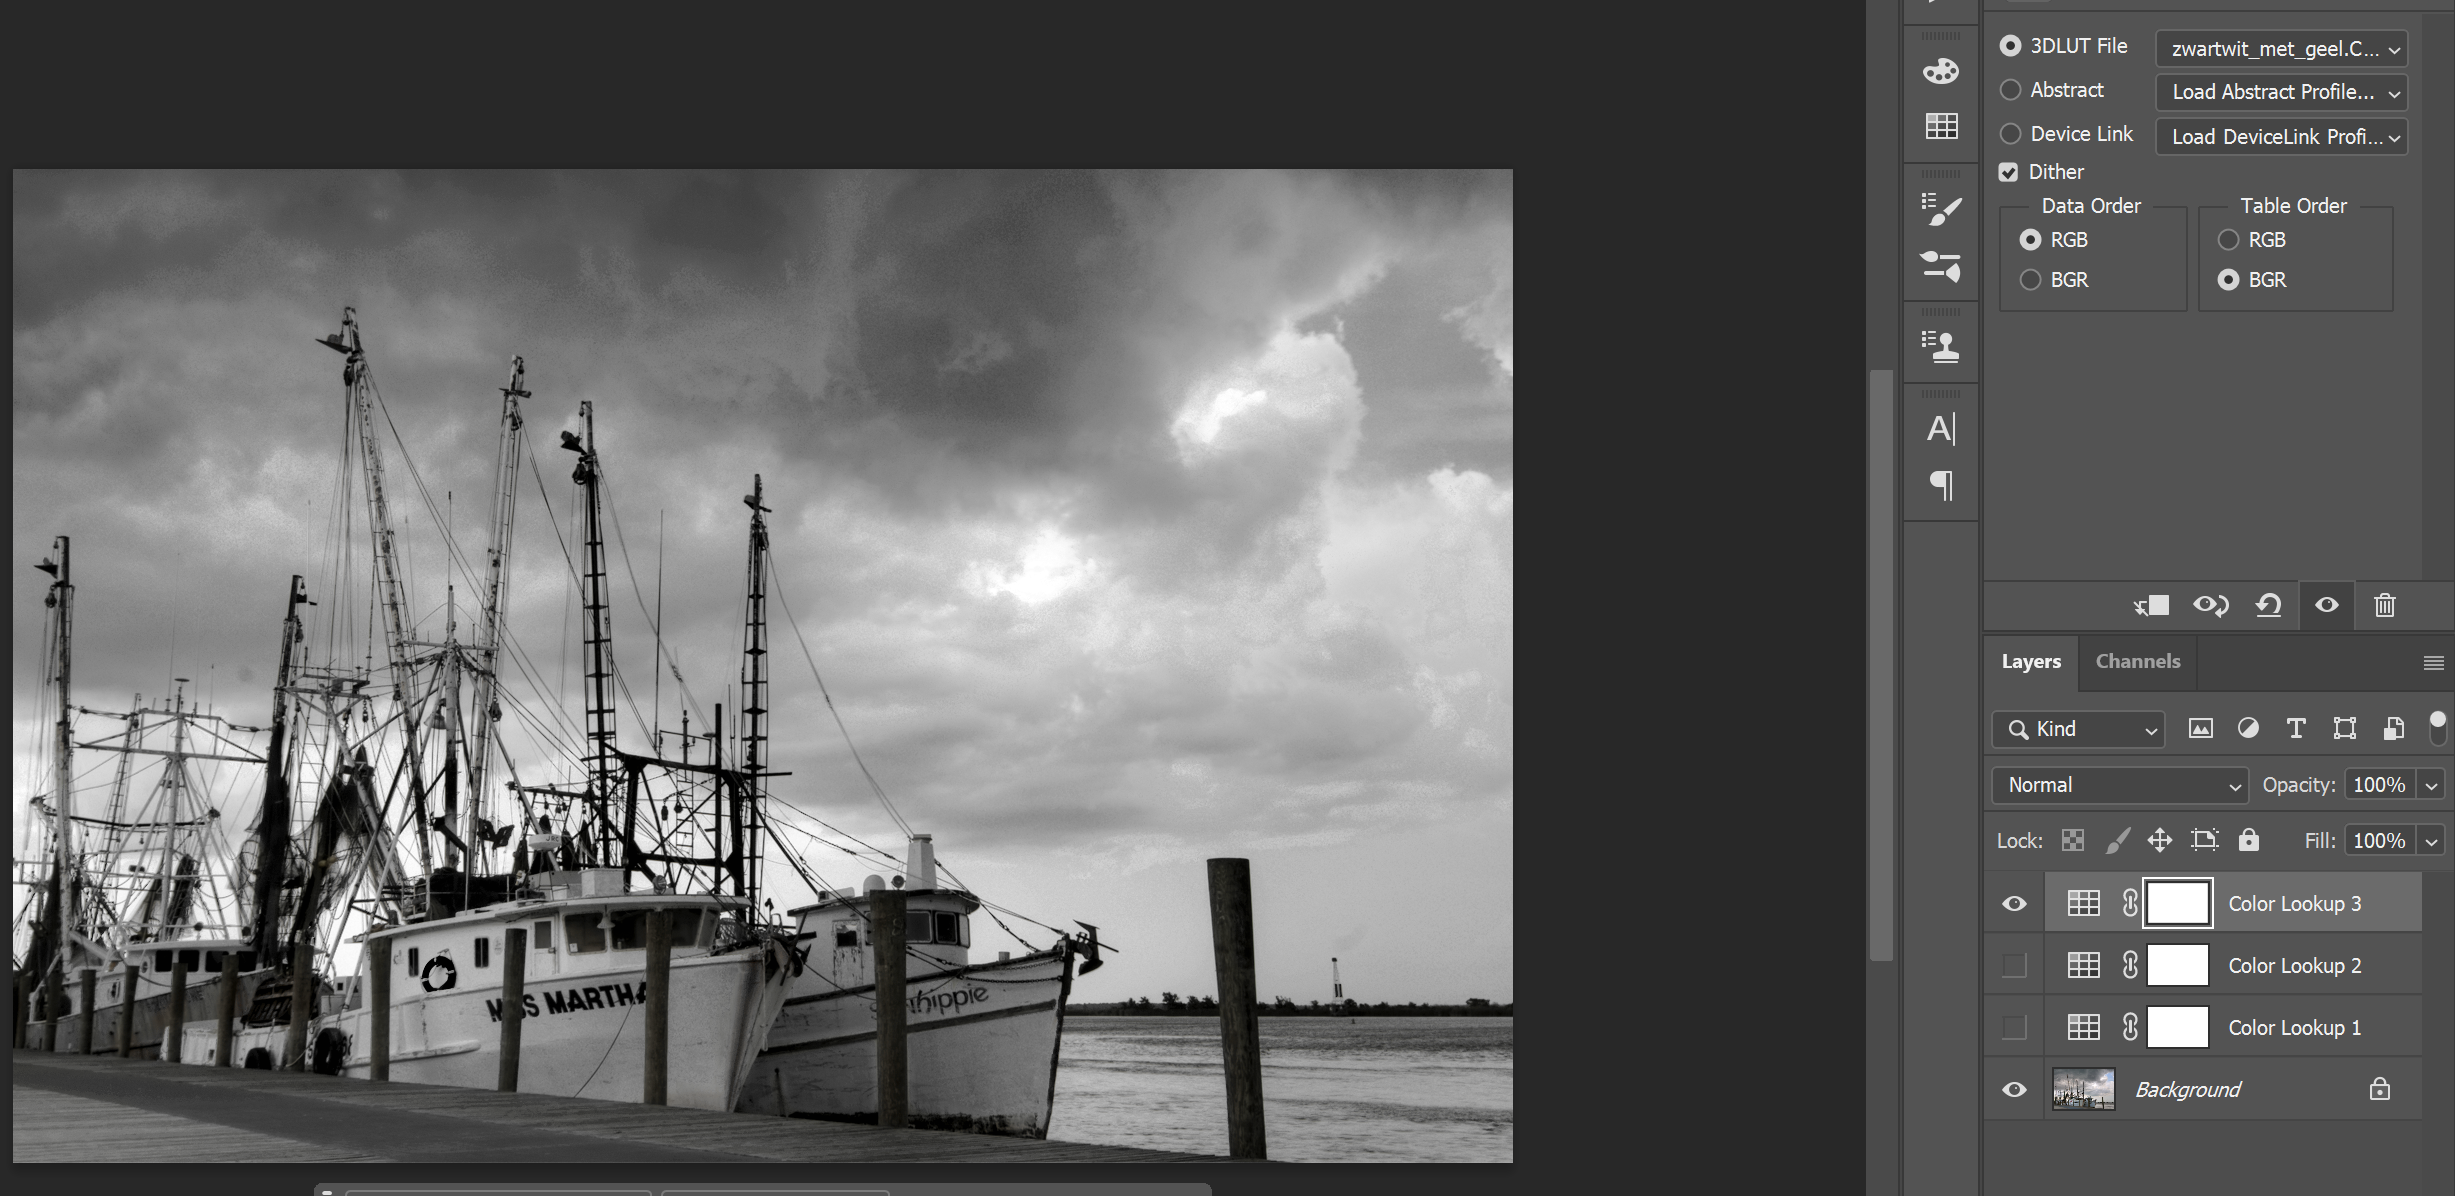 3DLUT File
zwartwit_met_geel.C...
Abstract
Load Abstract Profile...
Device Link
Load DeviceLink Profi...
Dither
Data Order
Table Order
RGB
RGB
BGR
BGR
A
Layers
Channels
Kind
Normal
Opacity:
100%
Lock:
Fill:
100%
Color Lookup 3
Color Lookup 2
Color Lookup 1
Background
MARTHA
hippie